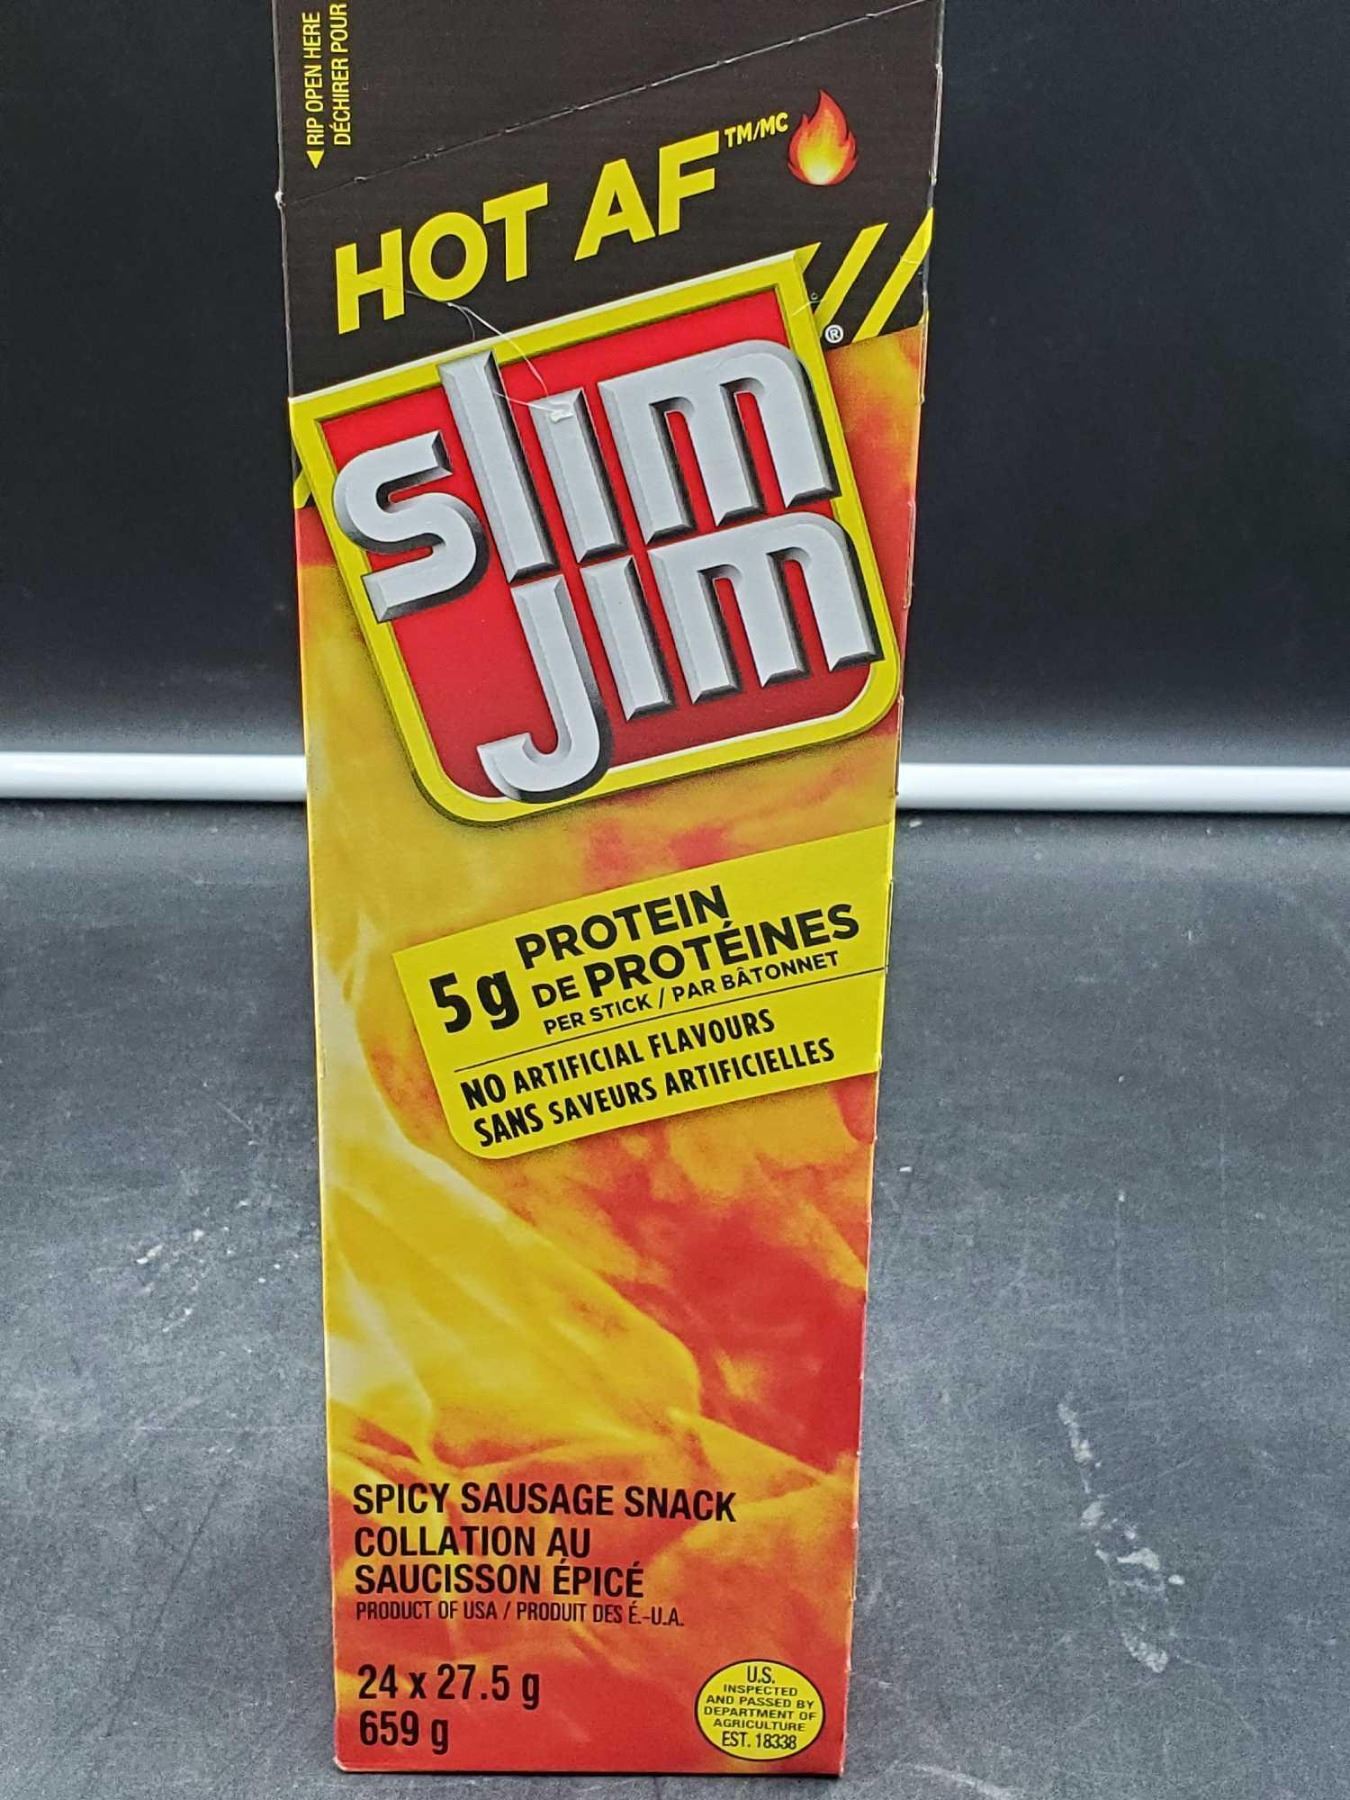 RIP OPEN HERE
DÉCHIRER POUR
HOT AF TM/MC
slim
jim ®
5g PROTEIN
DE PROTÉINES
PER STICK / PAR BÂTONNET
NO ARTIFICIAL FLAVOURS
SANS SAVEURS ARTIFICIELLES
SPICY SAUSAGE SNACK
COLLATION AU
SAUCISSON ÉPICÉ
PRODUCT OF USA / PRODUIT DES É.-U.A.
24 x 27.5 g
659 g
U.S.
INSPECTED
AND PASSED BY
DEPARTMENT OF
AGRICULTURE
EST. 18338